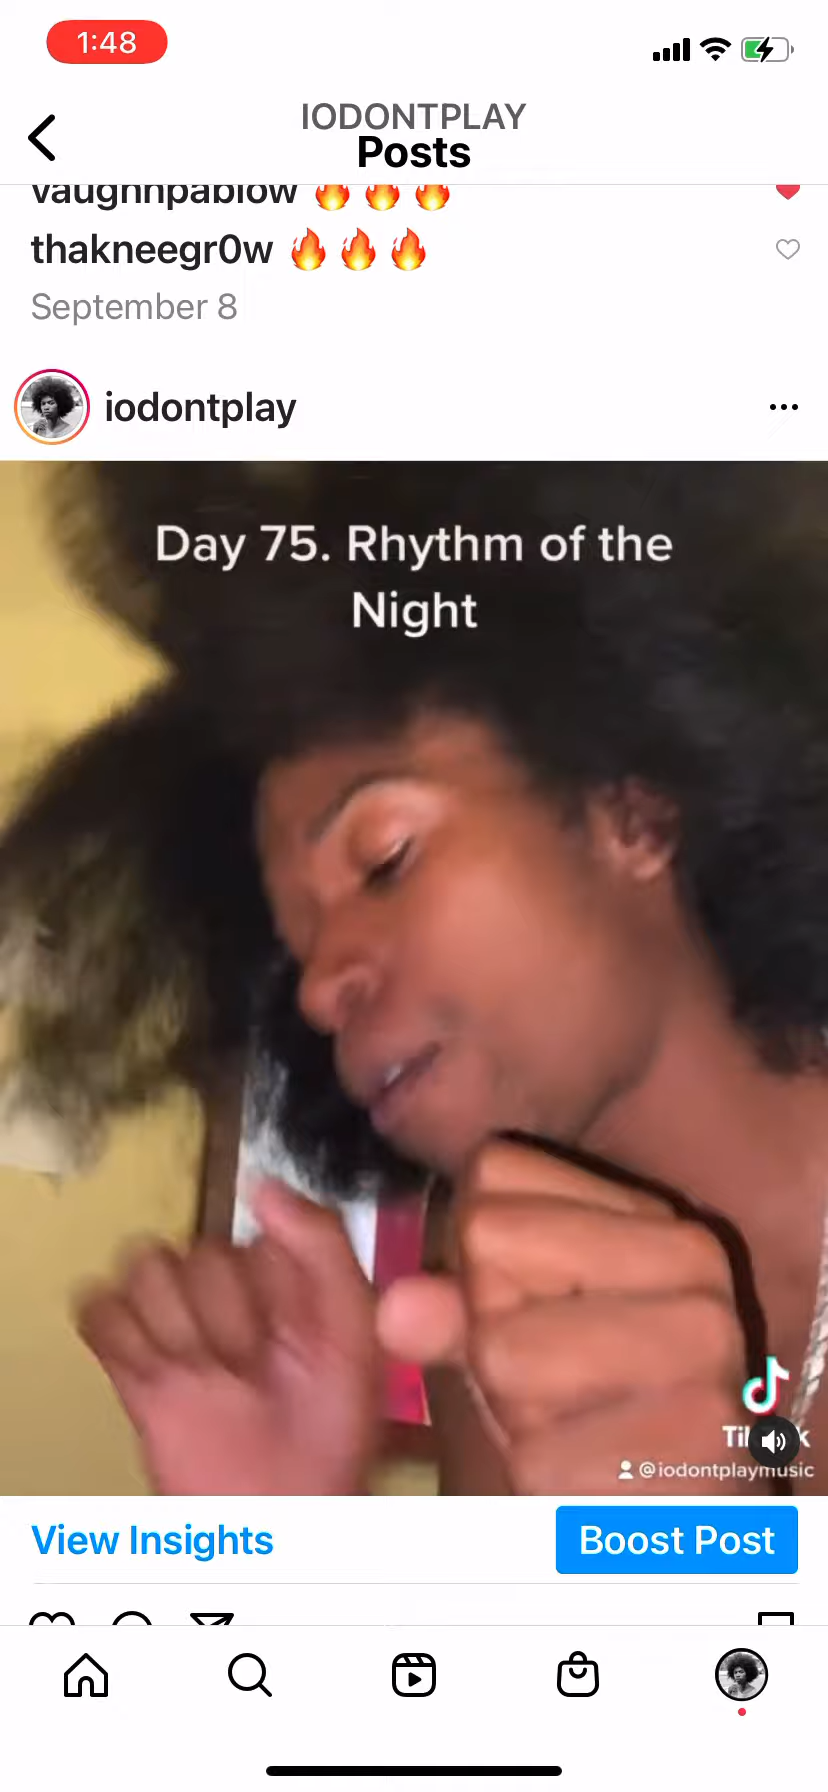 1:48
IODONTPLAY
Posts
vaughnpablow 🔥🔥🔥
thakneegr0w 🔥🔥🔥
September 8
iodontplay
Day 75. Rhythm of the
Night
@iodontplaymusic
View Insights
Boost Post